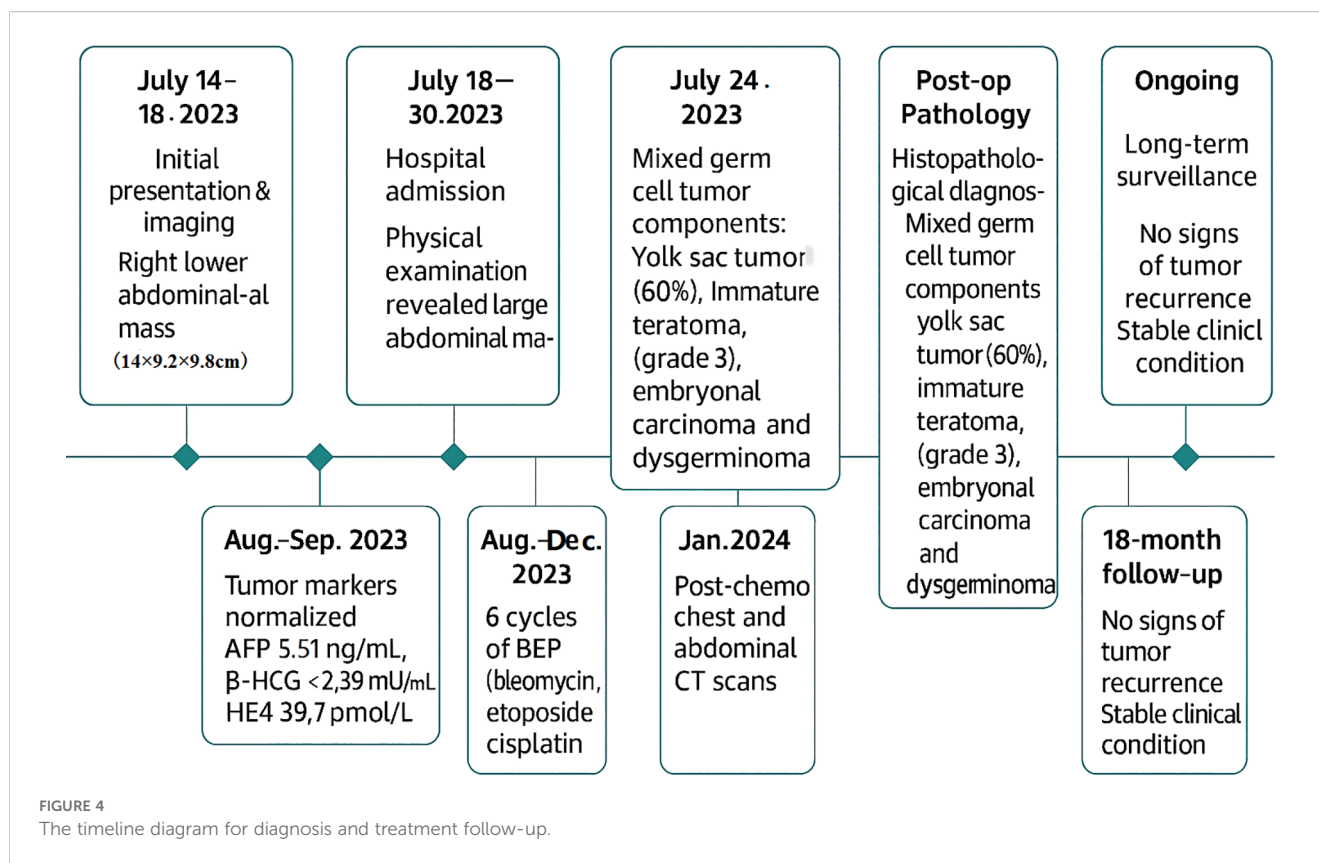 July 14–
18.2023
Initial
presentation &
imaging
Right lower
abdominal-al
mass
(14×9.2×9.8cm)
July 18—
30.2023
Hospital
admission
Physical
examination
revealed large
abdominal ma-
July 24.
2023
Mixed germ
cell tumor
components:
Yolk sac tumor
(60%), Immature
teratoma,
(grade 3),
embryonal
carcinoma and
dysgerminoma
Post-op
Pathology
Histopatholo-
gical diagnos-
Mixed germ
cell tumor
components
yolk sac
tumor (60%),
immature
teratoma,
(grade 3),
embryonal
carcinoma
and
dysgerminoma
Ongoing
Long-term
surveillance
No signs
of tumor
recurrence
Stable clinicl
condition
Aug.–Sep. 2023
Tumor markers
normalized
AFP 5.51 ng/mL,
β-HCG <2,39 mU/mL
HE4 39,7 pmol/L
Aug.–Dec.
2023
6 cycles
of BEP
(bleomycin,
etoposide
cisplatin
Jan.2024
Post-chemo
chest and
abdominal
CT scans
18-month
follow-up
No signs of
tumor
recurrence
Stable clinical
condition
FIGURE 4
The timeline diagram for diagnosis and treatment follow-up.